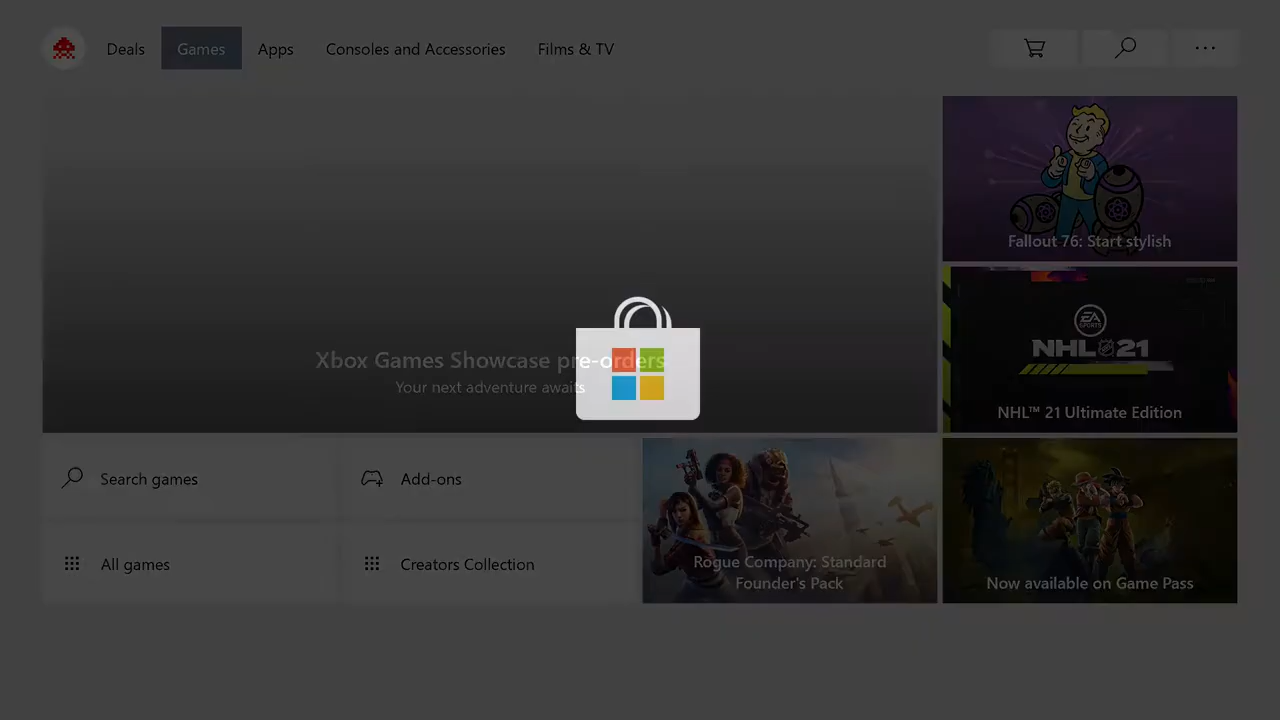 Deals
Games
Apps
Consoles and Accessories
Films & TV
Fallout 76: Start stylish
EA
SPORTS
NHL 21
NHL™ 21 Ultimate Edition
Xbox Games Showcase pre-orders
Your next adventure awaits
Search games
Add-ons
All games
Creators Collection
Rogue Company: Standard
Founder's Pack
Now available on Game Pass